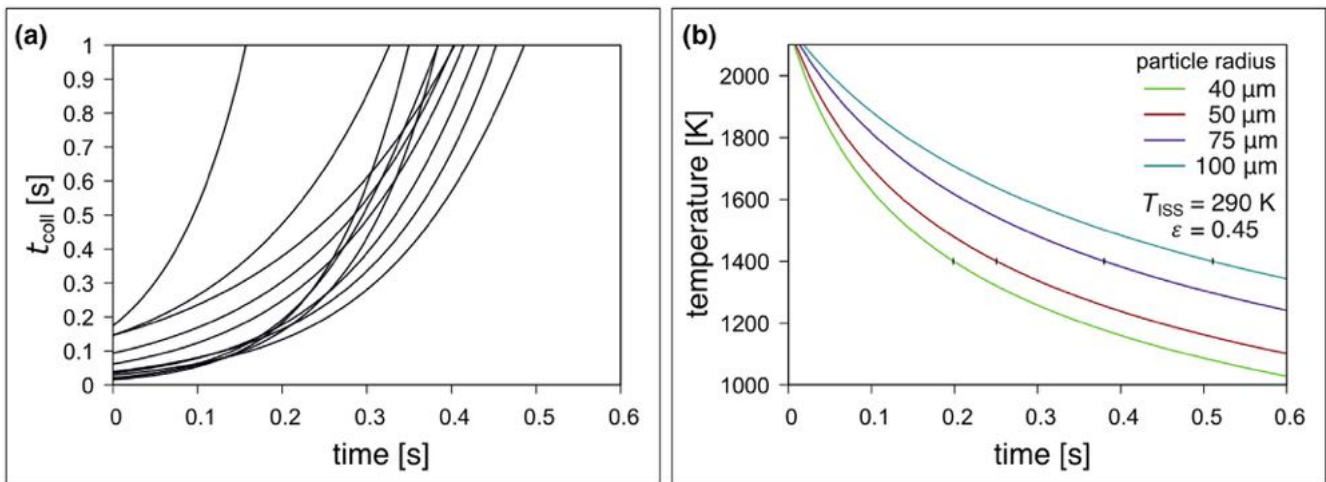 (a)
1
0.9
0.8
0.7
0.6
0.5
0.4
0.3
0.2
0.1
0
t_coll [s]
0 0.1 0.2 0.3 0.4 0.5 0.6
time [s]
(b)
2000
1800
1600
1400
1200
1000
temperature [K]
particle radius
40 µm
50 µm
75 µm
100 µm
T_ISS = 290 K
ε = 0.45
0 0.1 0.2 0.3 0.4 0.5 0.6
time [s]